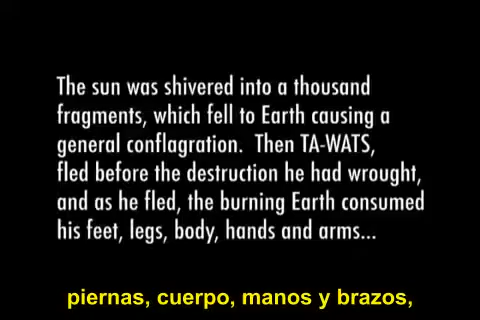 The sun was shivered into a thousand
fragments, which fell to Earth causing a
general conflagration.  Then TA-WATS,
fled before the destruction he had wrought,
and as he fled, the burning Earth consumed
his feet, legs, body, hands and arms...
piernas, cuerpo, manos y brazos,